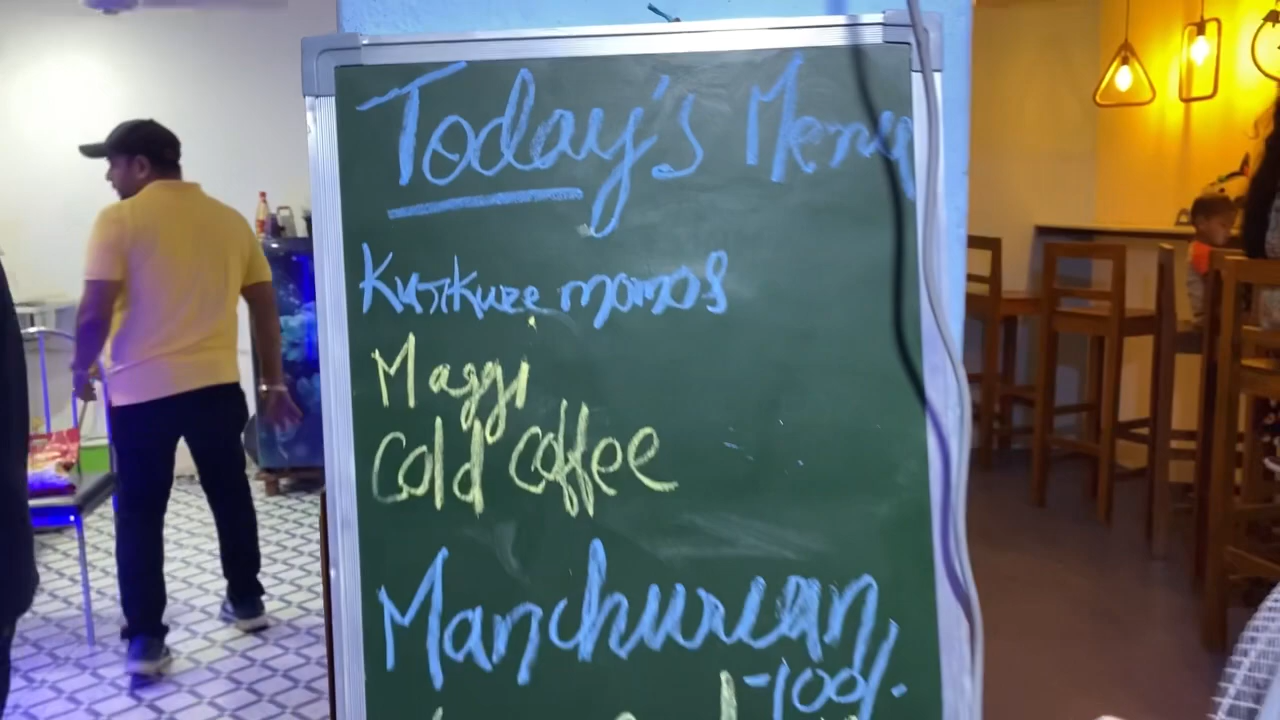 Today's Menu
Kurkure momos
Maggi
Cold coffee
Manchurian
-100/.